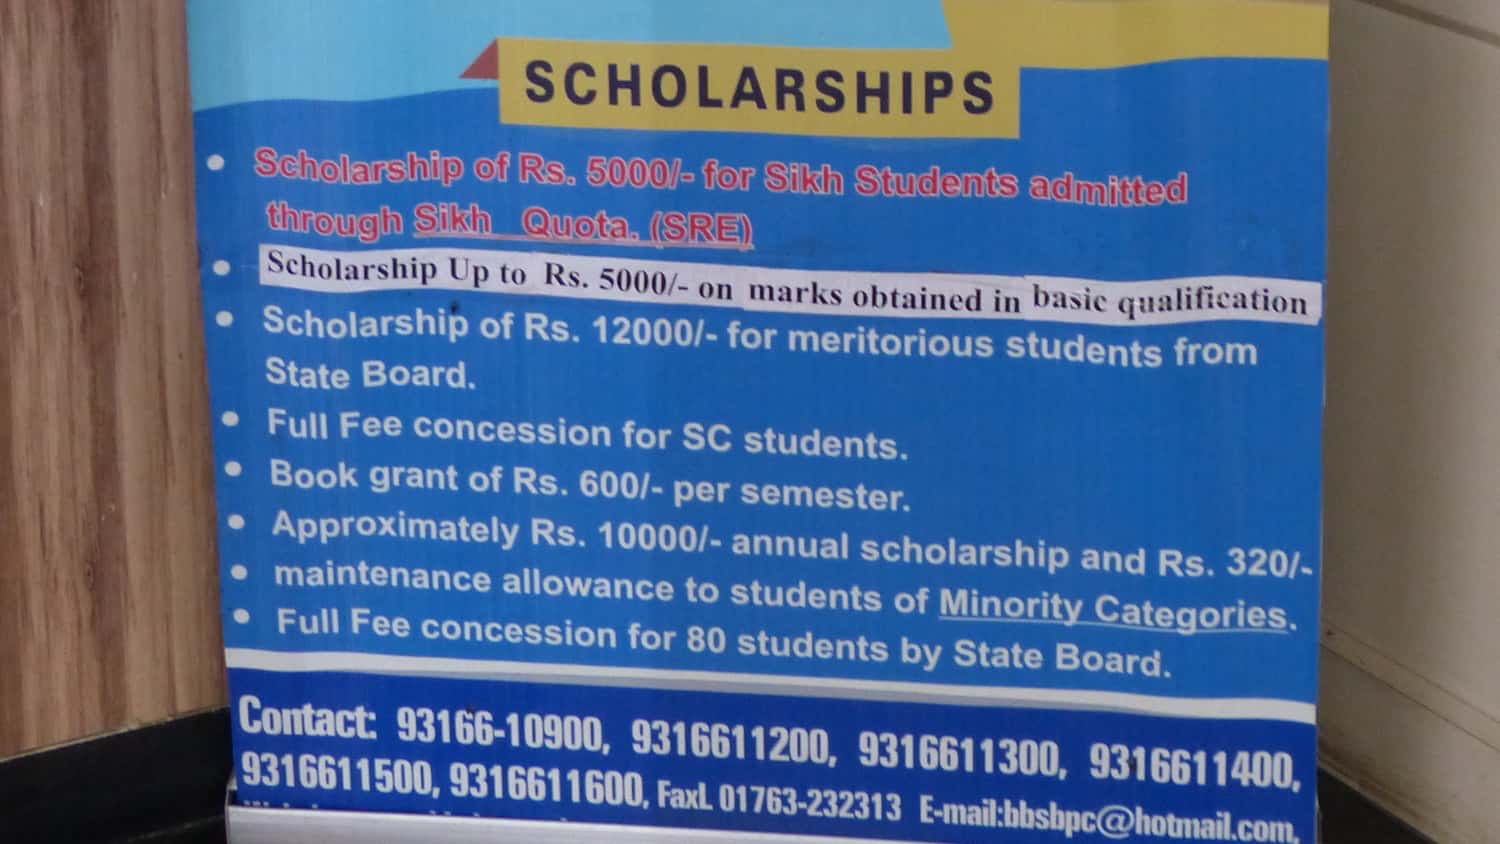 SCHOLARSHIPS
• Scholarship of Rs. 5000/- for Sikh Students admitted
through Sikh Quota. (SRE)
• Scholarship Up to Rs. 5000/- on marks obtained in basic qualification
• Scholarship of Rs. 12000/- for meritorious students from
State Board.
• Full Fee concession for SC students.
• Book grant of Rs. 600/- per semester.
• Approximately Rs. 10000/- annual scholarship and Rs. 320/-
• maintenance allowance to students of Minority Categories.
• Full Fee concession for 80 students by State Board.
Contact: 93166-10900, 9316611200, 9316611300, 9316611400,
9316611500, 9316611600, FaxL 01763-232313 E-mail:bbsbpc@hotmail.com,